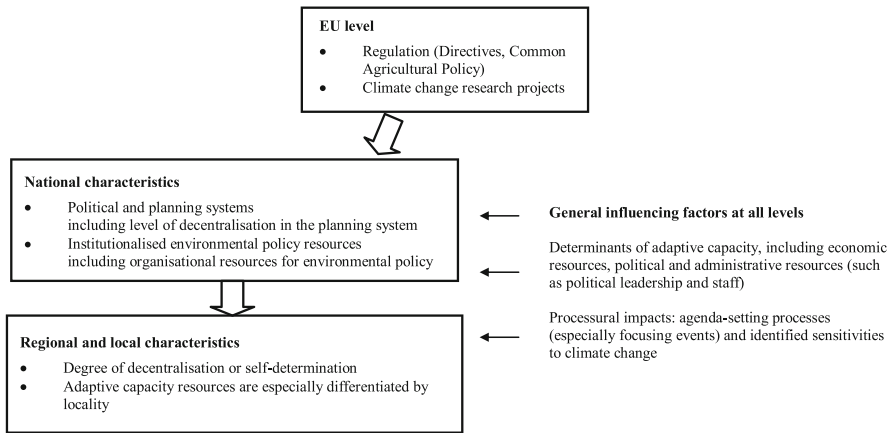 EU level
• Regulation (Directives, Common
Agricultural Policy)
• Climate change research projects
National characteristics
• Political and planning systems
including level of decentralisation in the planning system
• Institutionalised environmental policy resources
including organisational resources for environmental policy
Regional and local characteristics
• Degree of decentralisation or self-determination
• Adaptive capacity resources are especially differentiated by
locality
General influencing factors at all levels
Determinants of adaptive capacity, including economic
resources, political and administrative resources (such
as political leadership and staff)
Processural impacts: agenda-setting processes
(especially focusing events) and identified sensitivities
to climate change